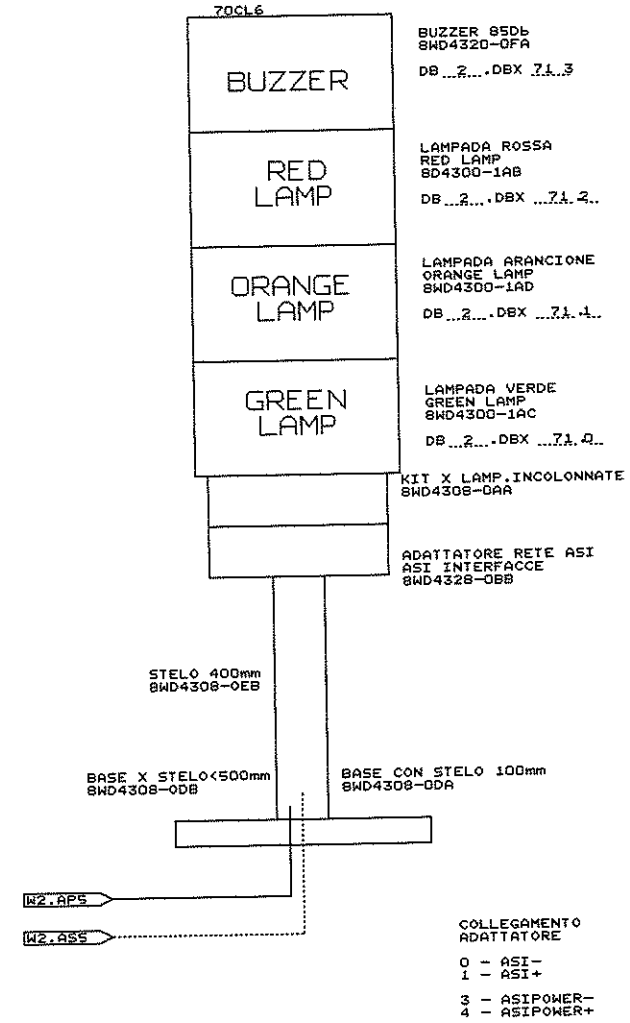 70CL6
BUZZER
BUZZER 85Db
8WD4320-0FA
DB 2 .DBX 71.3
RED
LAMP
LAMPADA ROSSA
RED LAMP
8D4300-1AB
DB 2 .DBX 71.2
ORANGE
LAMP
LAMPADA ARANCIONE
ORANGE LAMP
8WD4300-1AD
DB 2 .DBX 71.1
GREEN
LAMP
LAMPADA VERDE
GREEN LAMP
8WD4300-1AC
DB 2 .DBX 71.0
KIT X LAMP.INCOLONNATE
8WD4308-0AA
ADATTATORE RETE ASI
ASI INTERFACCE
8WD4328-0BB
STELO 400mm
8WD4308-0EB
BASE X STELO<500mm
8WD4308-0DB
BASE CON STELO 100mm
8WD4308-0DA
W2.AP5
W2.AS5
COLLEGAMENTO
ADATTATORE
0 - ASI-
1 - ASI+
3 - ASIPOWER-
4 - ASIPOWER+